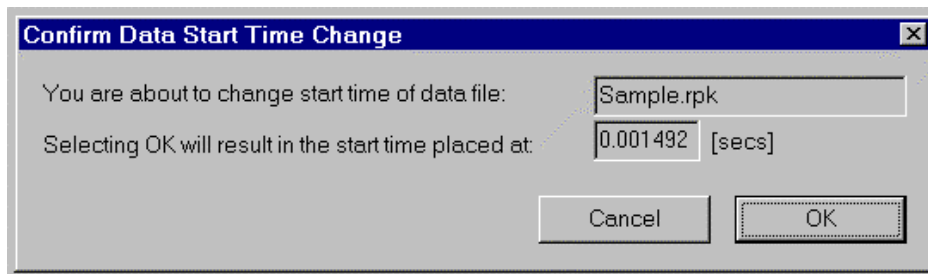 Confirm Data Start Time Change
You are about to change start time of data file: Sample.rpk
Selecting OK will result in the start time placed at: 0.001492 [secs]
Cancel OK